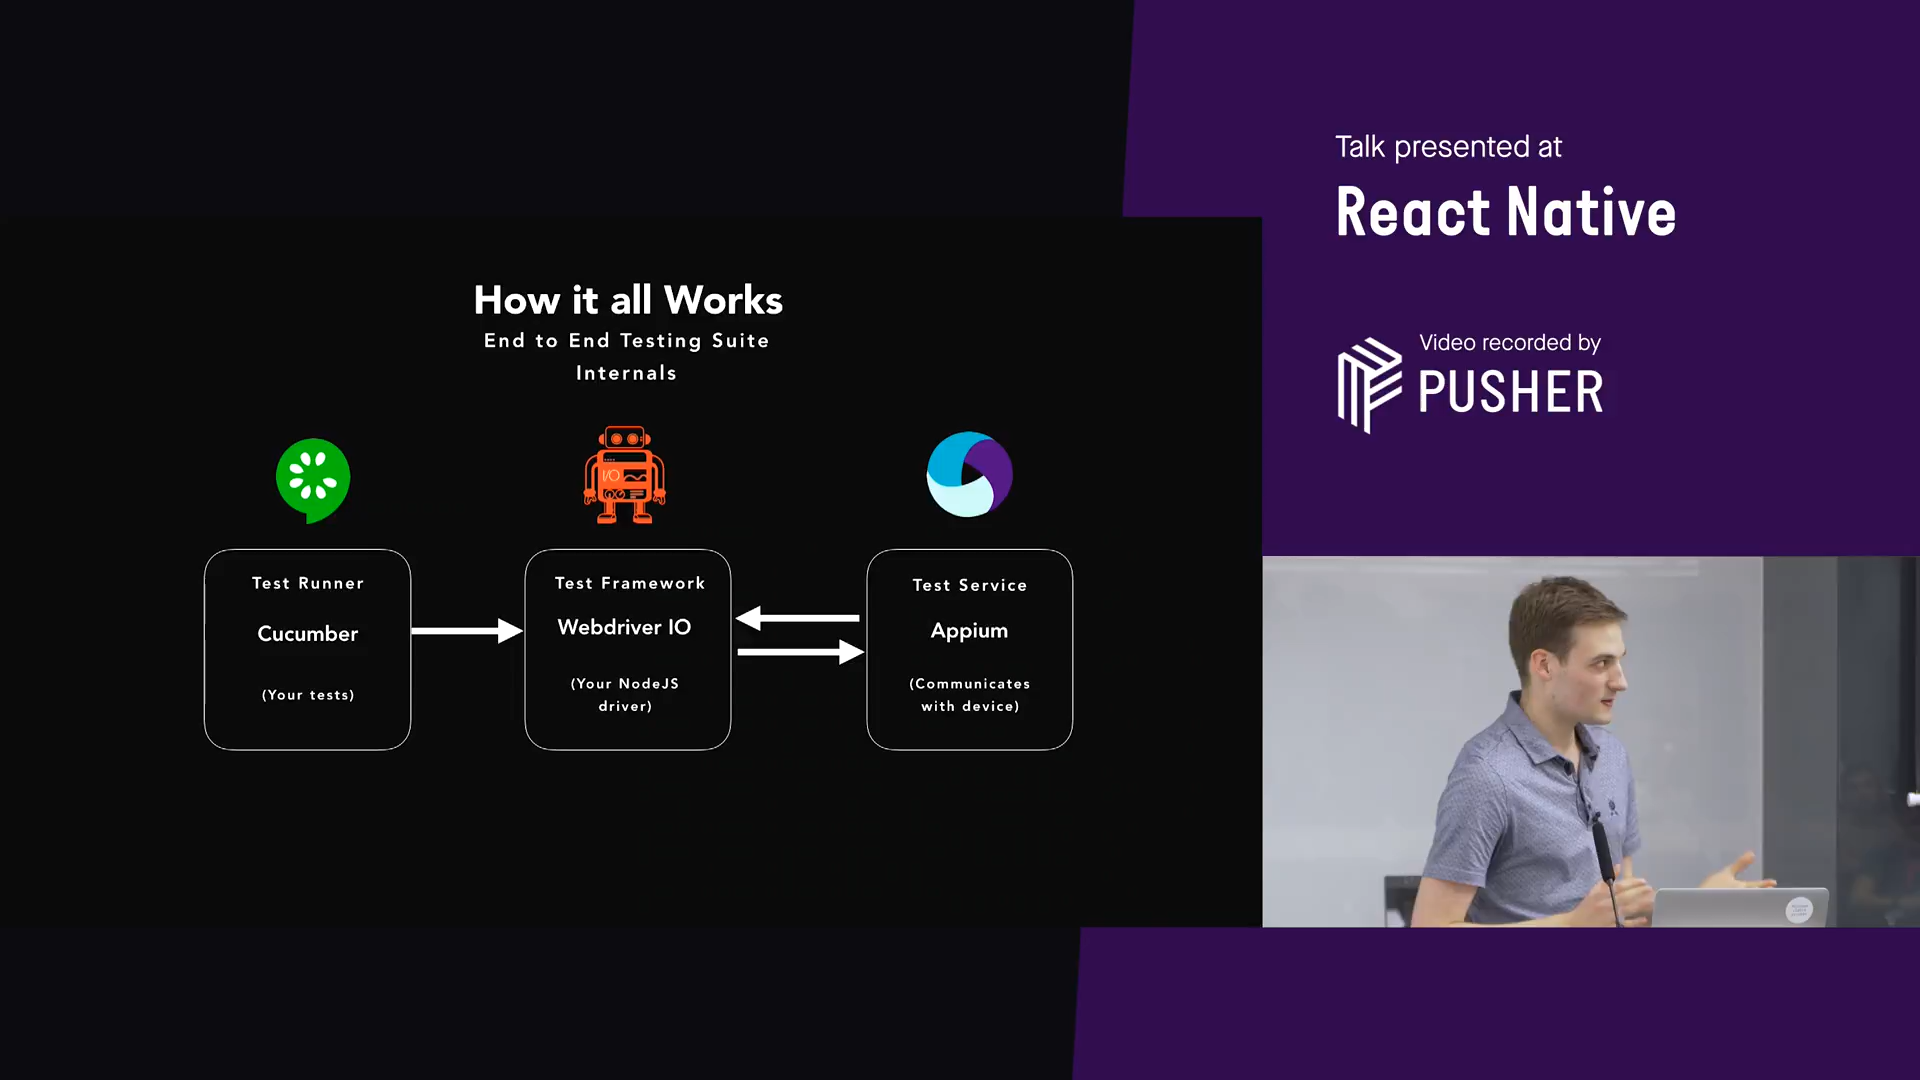 Talk presented at
React Native
Video recorded by
PUSHER
How it all Works
End to End Testing Suite
Internals
I/O
Test Runner
Cucumber
(Your tests)
Test Framework
Webdriver IO
(Your NodeJS
driver)
Test Service
Appium
(Communicates
with device)